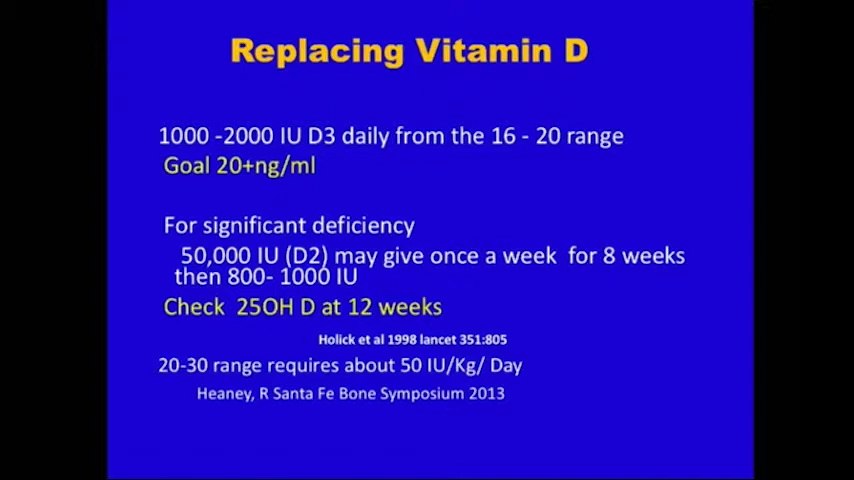 Replacing Vitamin D
1000 -2000 IU D3 daily from the 16 - 20 range
Goal 20+ng/ml
For significant deficiency
50,000 IU (D2) may give once a week for 8 weeks
then 800- 1000 IU
Check 25OH D at 12 weeks
Holick et al 1998 lancet 351:805
20-30 range requires about 50 IU/Kg/ Day
Heaney, R Santa Fe Bone Symposium 2013